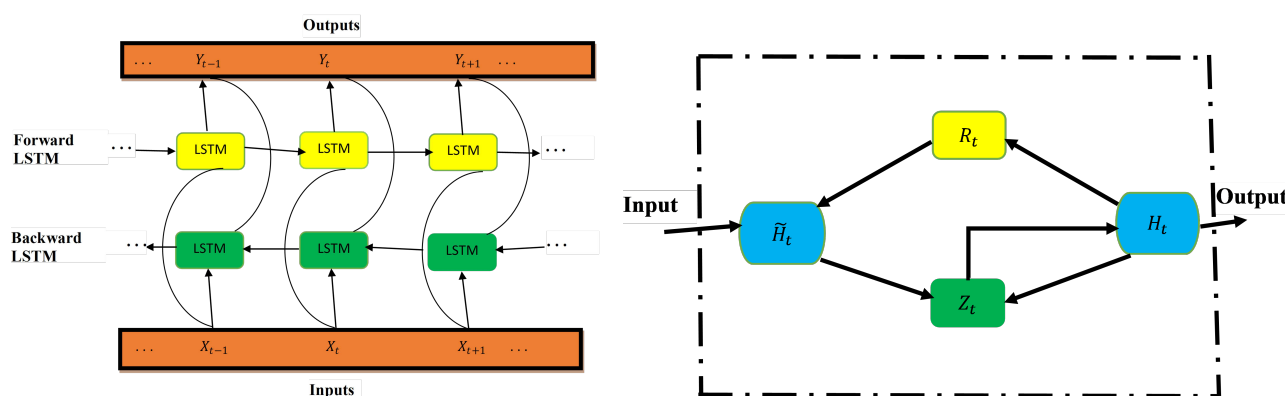 Outputs
... Y_{t-1} Y_t Y_{t+1} ...
Forward
LSTM
... LSTM LSTM LSTM ...
Backward
LSTM
... LSTM LSTM LSTM ...
... X_{t-1} X_t X_{t+1} ...
Inputs
R_t
Input
H̃_t
H_t
Output
Z_t